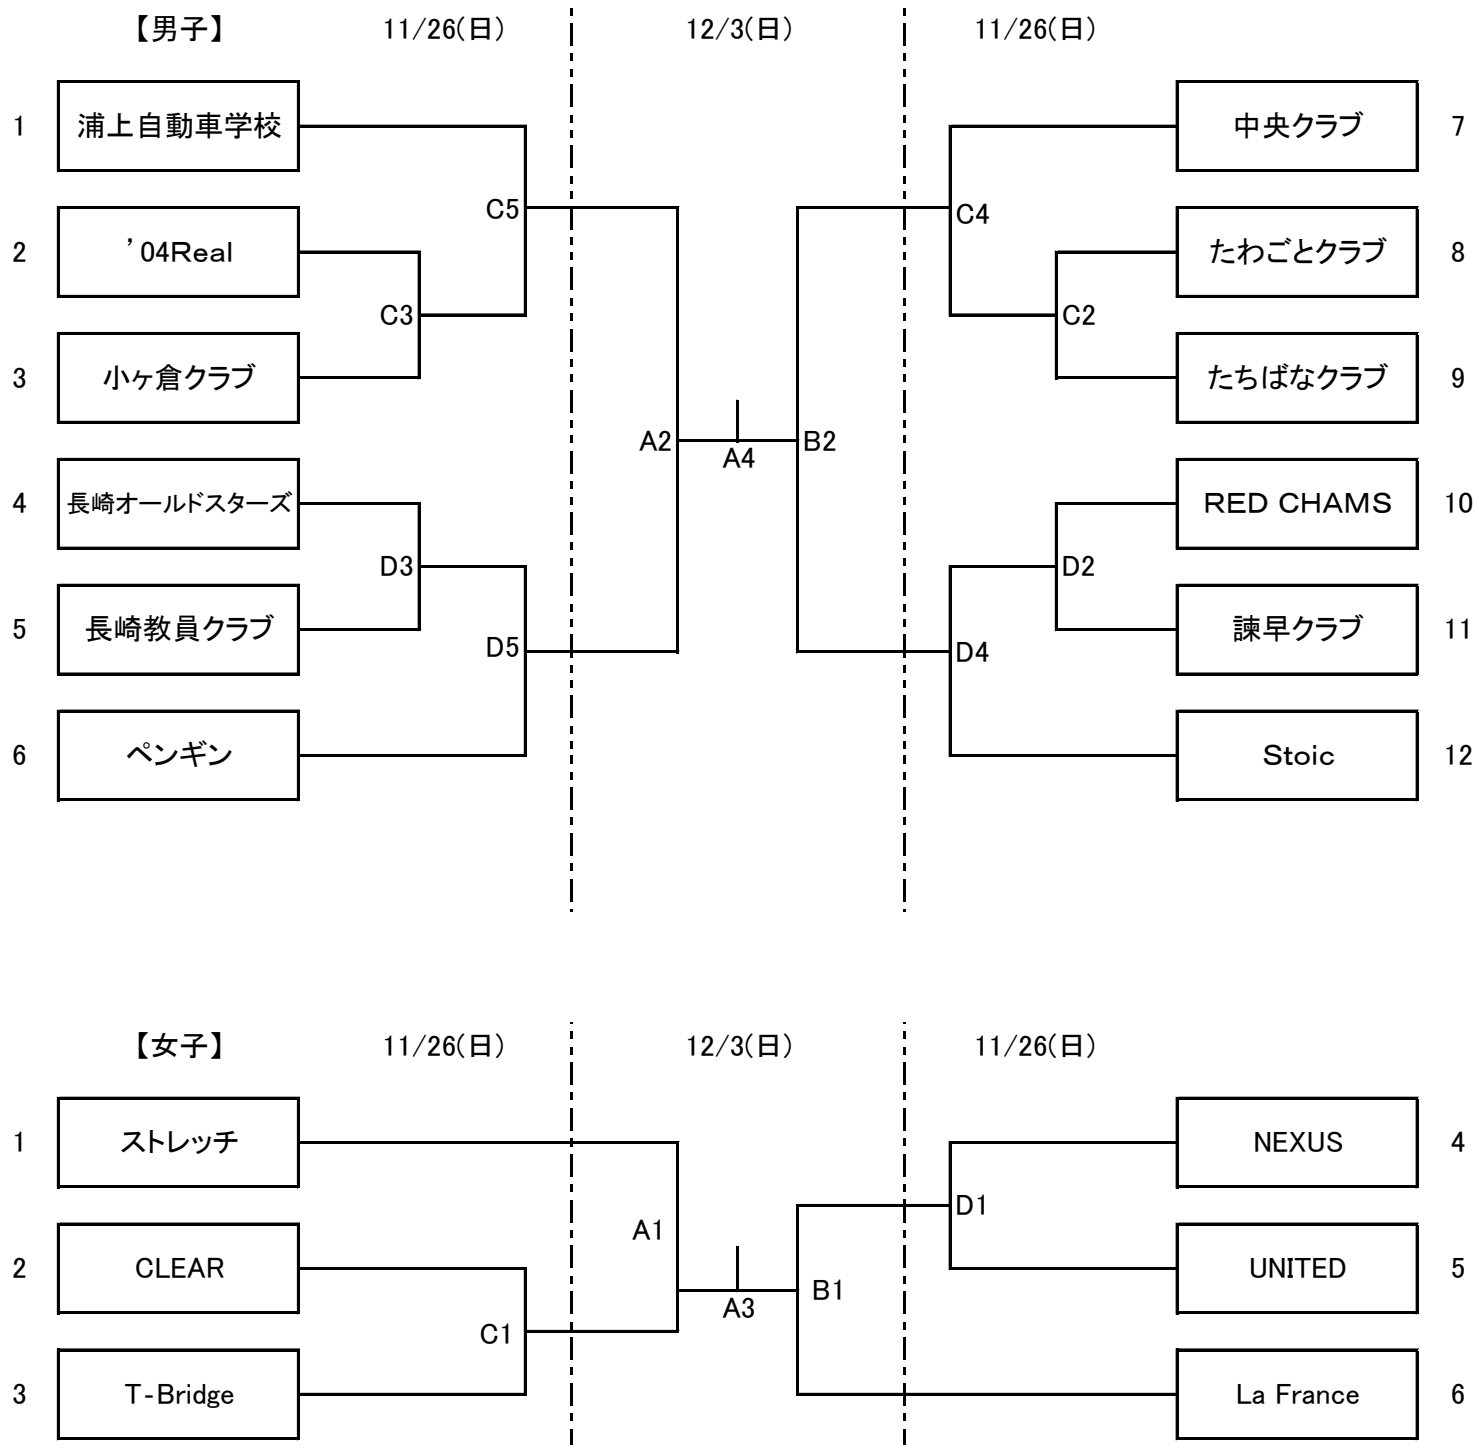 【男子】 11/26(日) 12/3(日) 11/26(日)
1 浦上自動車学校 中央クラブ 7
C5 C4
2 ’04Real たわごとクラブ 8
C3 C2
3 小ヶ倉クラブ たちばなクラブ 9
A2 A4 B2
4 長崎オールドスターズ RED CHAMS 10
D3 D2
5 長崎教員クラブ 諫早クラブ 11
D5 D4
6 ペンギン Stoic 12
【女子】 11/26(日) 12/3(日) 11/26(日)
1 ストレッチ NEXUS 4
A1 D1
2 CLEAR UNITED 5
C1 A3 B1
3 T-Bridge La France 6